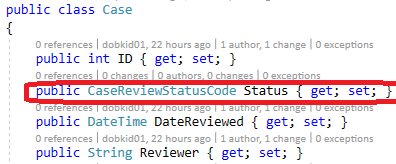 public class Case
{
0 references | dobkid01, 22 hours ago | 1 author, 1 change | 0 exceptions
public int ID { get; set; }
0 references | 0 changes | 0 authors, 0 changes | 0 exceptions
public CaseReviewStatusCode Status { get; set; }
0 references | dobkid01, 22 hours ago | 1 author, 1 change | 0 exceptions
public DateTime DateReviewed { get; set; }
0 references | dobkid01, 22 hours ago | 1 author, 1 change | 0 exceptions
public String Reviewer { get; set; }